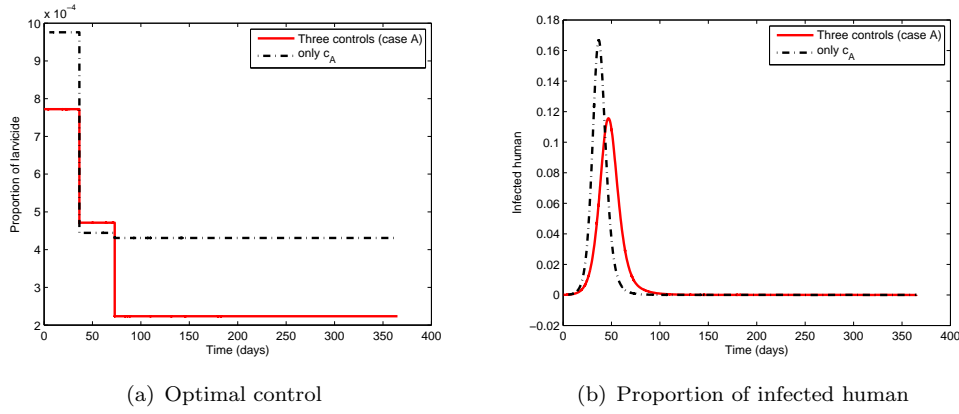 x 10⁻⁴
10
9
8
7
6
5
4
3
2
0 50 100 150 200 250 300 350 400
Time (days)
Proportion of larvicide
Three controls (case A)
only c_A
(a) Optimal control
0.18
0.16
0.14
0.12
0.1
0.08
0.06
0.04
0.02
0
−0.02
0 50 100 150 200 250 300 350 400
Time (days)
Infected human
Three controls (case A)
only c_A
(b) Proportion of infected human